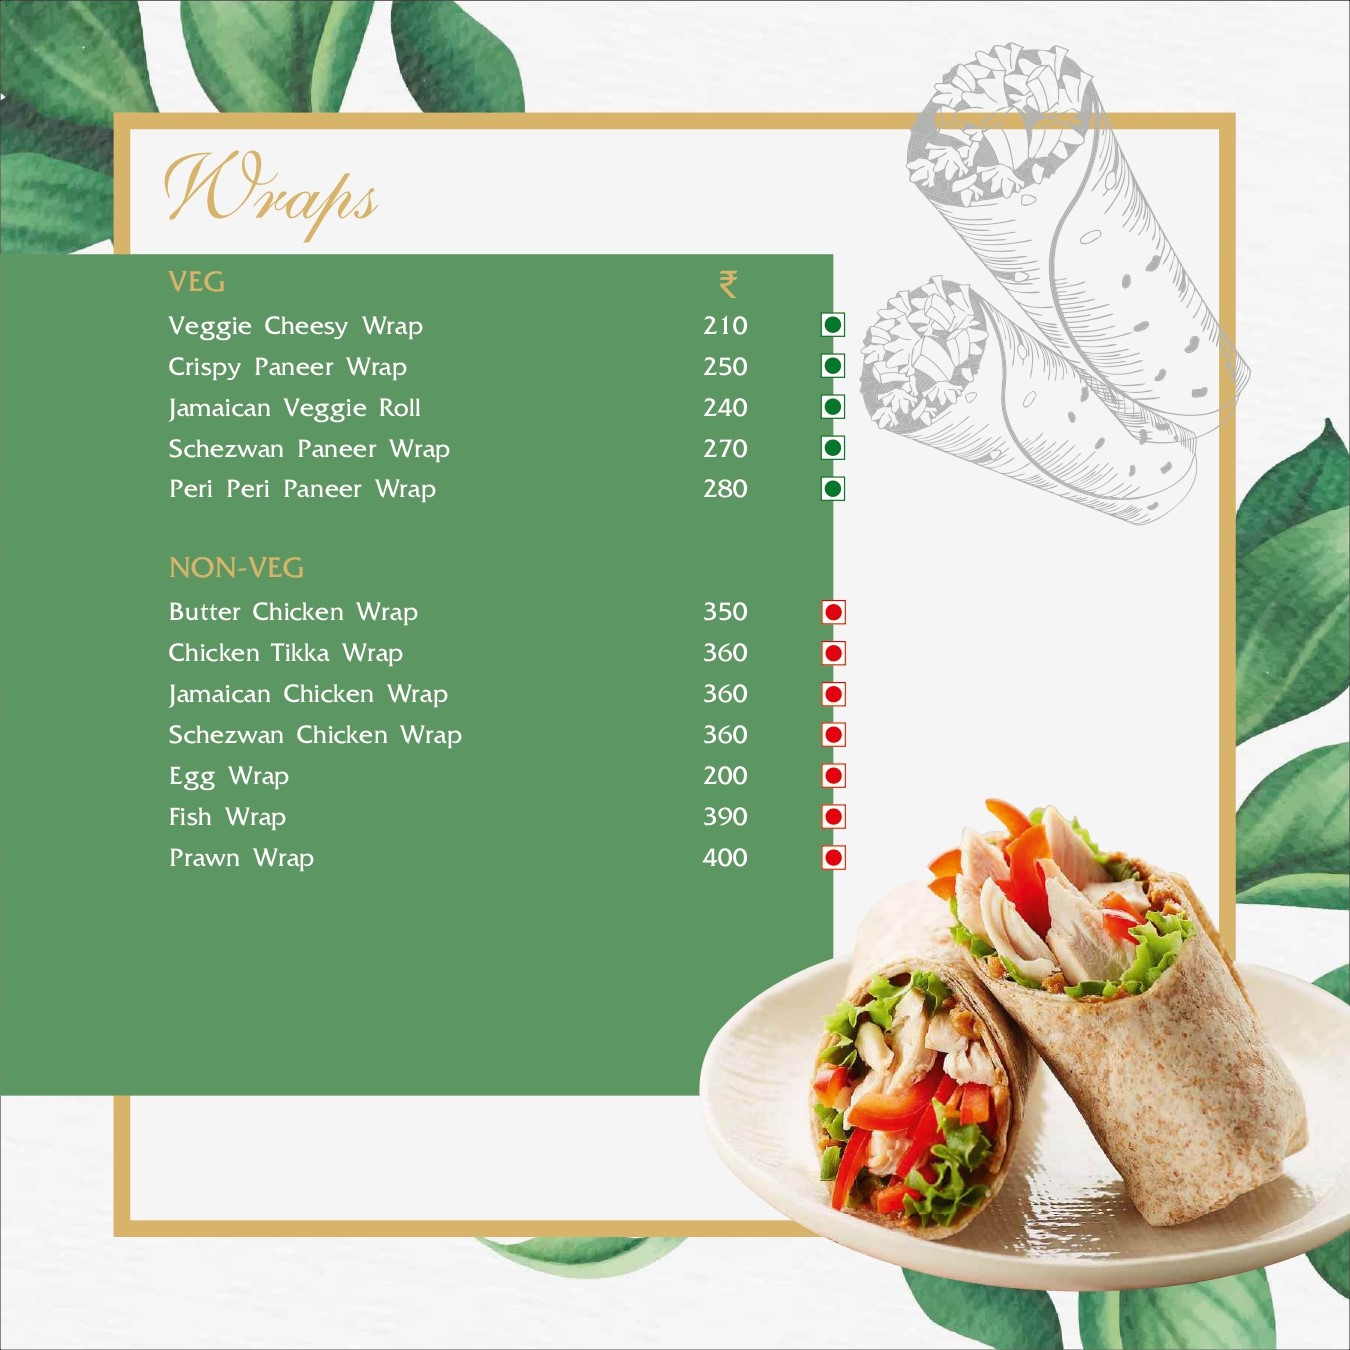 Wraps
VEG ₹
Veggie Cheesy Wrap 210
Crispy Paneer Wrap 250
Jamaican Veggie Roll 240
Schezwan Paneer Wrap 270
Peri Peri Paneer Wrap 280
NON-VEG
Butter Chicken Wrap 350
Chicken Tikka Wrap 360
Jamaican Chicken Wrap 360
Schezwan Chicken Wrap 360
Egg Wrap 200
Fish Wrap 390
Prawn Wrap 400